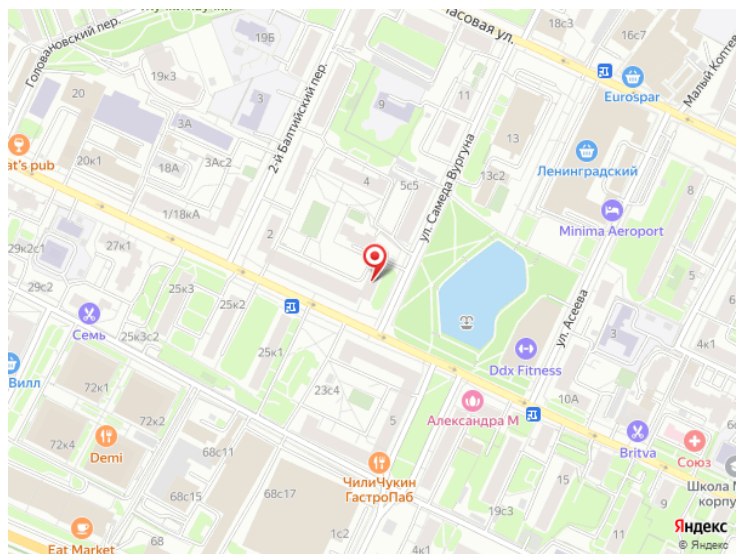 Часовая ул.
18с3
16с7
Малый Коптев
Головановский пер.
19Б
19к3
20
3
3А
2-й Балтийский пер.
9
11
13
Eurospar
Ленинградский
20к1
18А
3Ас2
at's pub
4
5с5
ул. Самеда Вургуна
13с2
8
Minima Aeroport
1/18кА
2
29к2с1
27к1
29с2
25к3
25к2
25к3с2
Семь
25к1
ул. Асеева
3
4к1
Ddx Fitness
Вилл
72к1
72к2
72к4
Demi
23с4
5
Александра М
10А
Britva
Союз
68с11
68с15
68с17
ЧилиЧукин
ГастроПаб
Школа М
корпу
15
11
9
19с3
1с2
68
Eat Market
Яндекс
© Яндекс